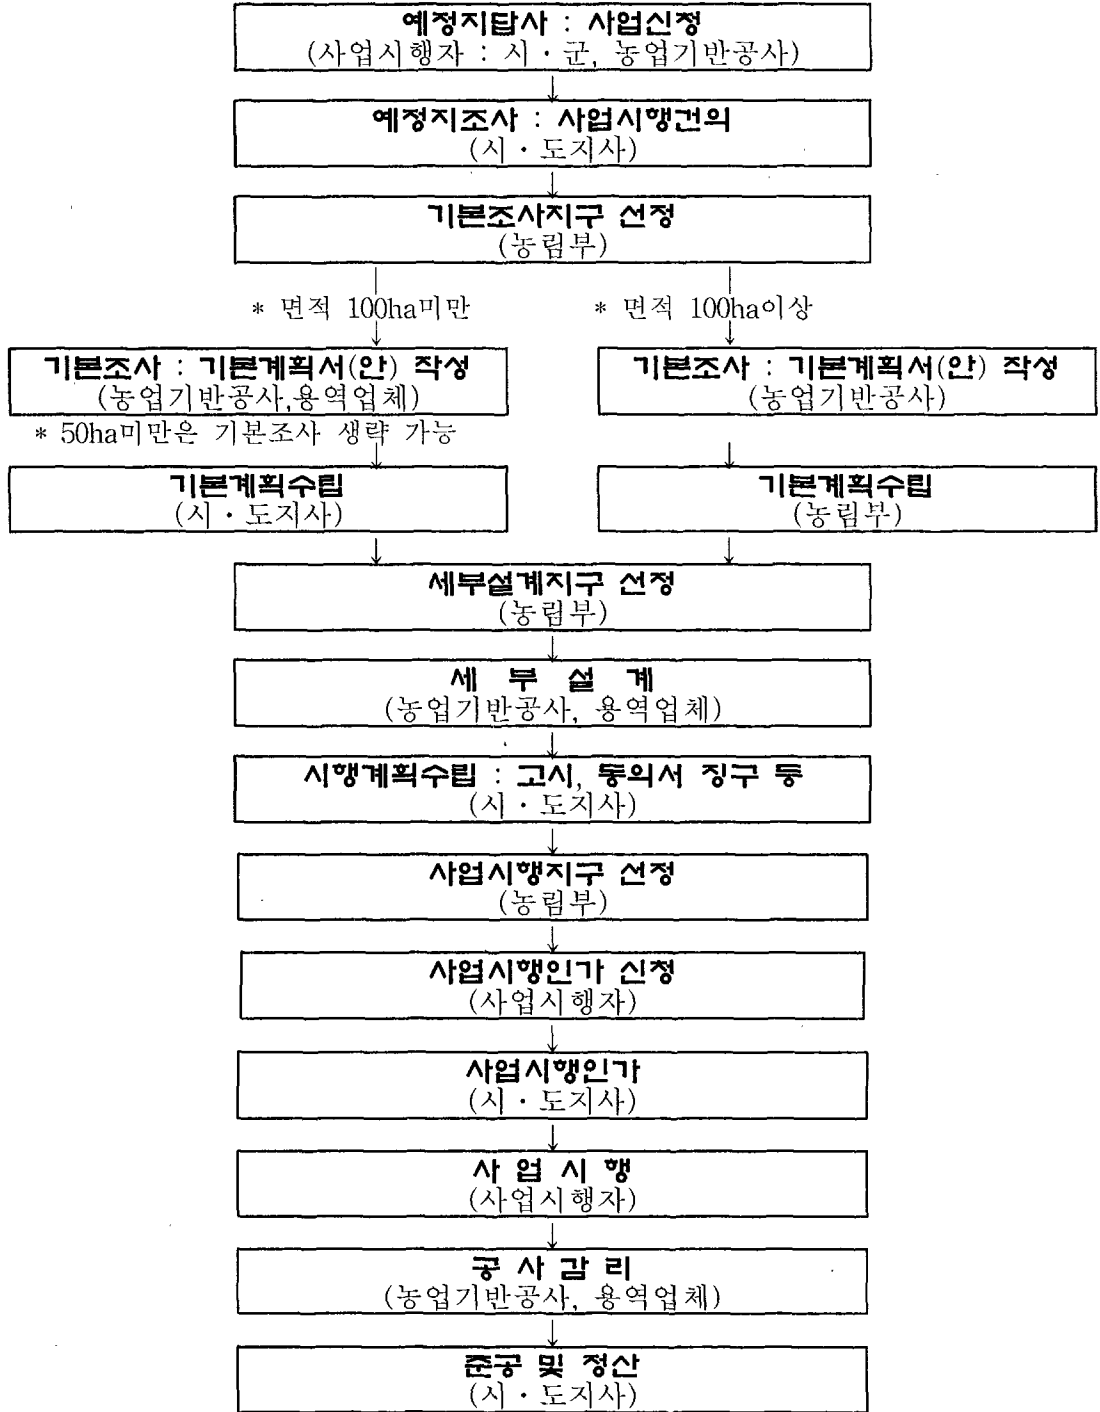 예정지답사 : 사업신정
(사업시행자 : 시·군, 농업기반공사)
예정지조사 : 사업시행건의
(시·도지사)
기본조사지구 선정
(농림부)
* 면적 100ha미만
* 면적 100ha이상
기본조사 : 기본계획서(안) 작성
(농업기반공사,용역업체)
* 50ha미만은 기본조사 생략 가능
기본조사 : 기본계획서(안) 작성
(농업기반공사)
기본계획수립
(시·도지사)
기본계획수립
(농림부)
세부설계지구 선정
(농림부)
세 부 설 계
(농업기반공사, 용역업체)
시행계획수립 : 고시, 동의서 징구 등
(시·도지사)
사업시행지구 선정
(농림부)
사업시행인가 신청
(사업시행자)
사업시행인가
(시·도지사)
사 업 시 행
(사업시행자)
공 사 감 리
(농업기반공사, 용역업체)
준공 및 정산
(시·도지사)